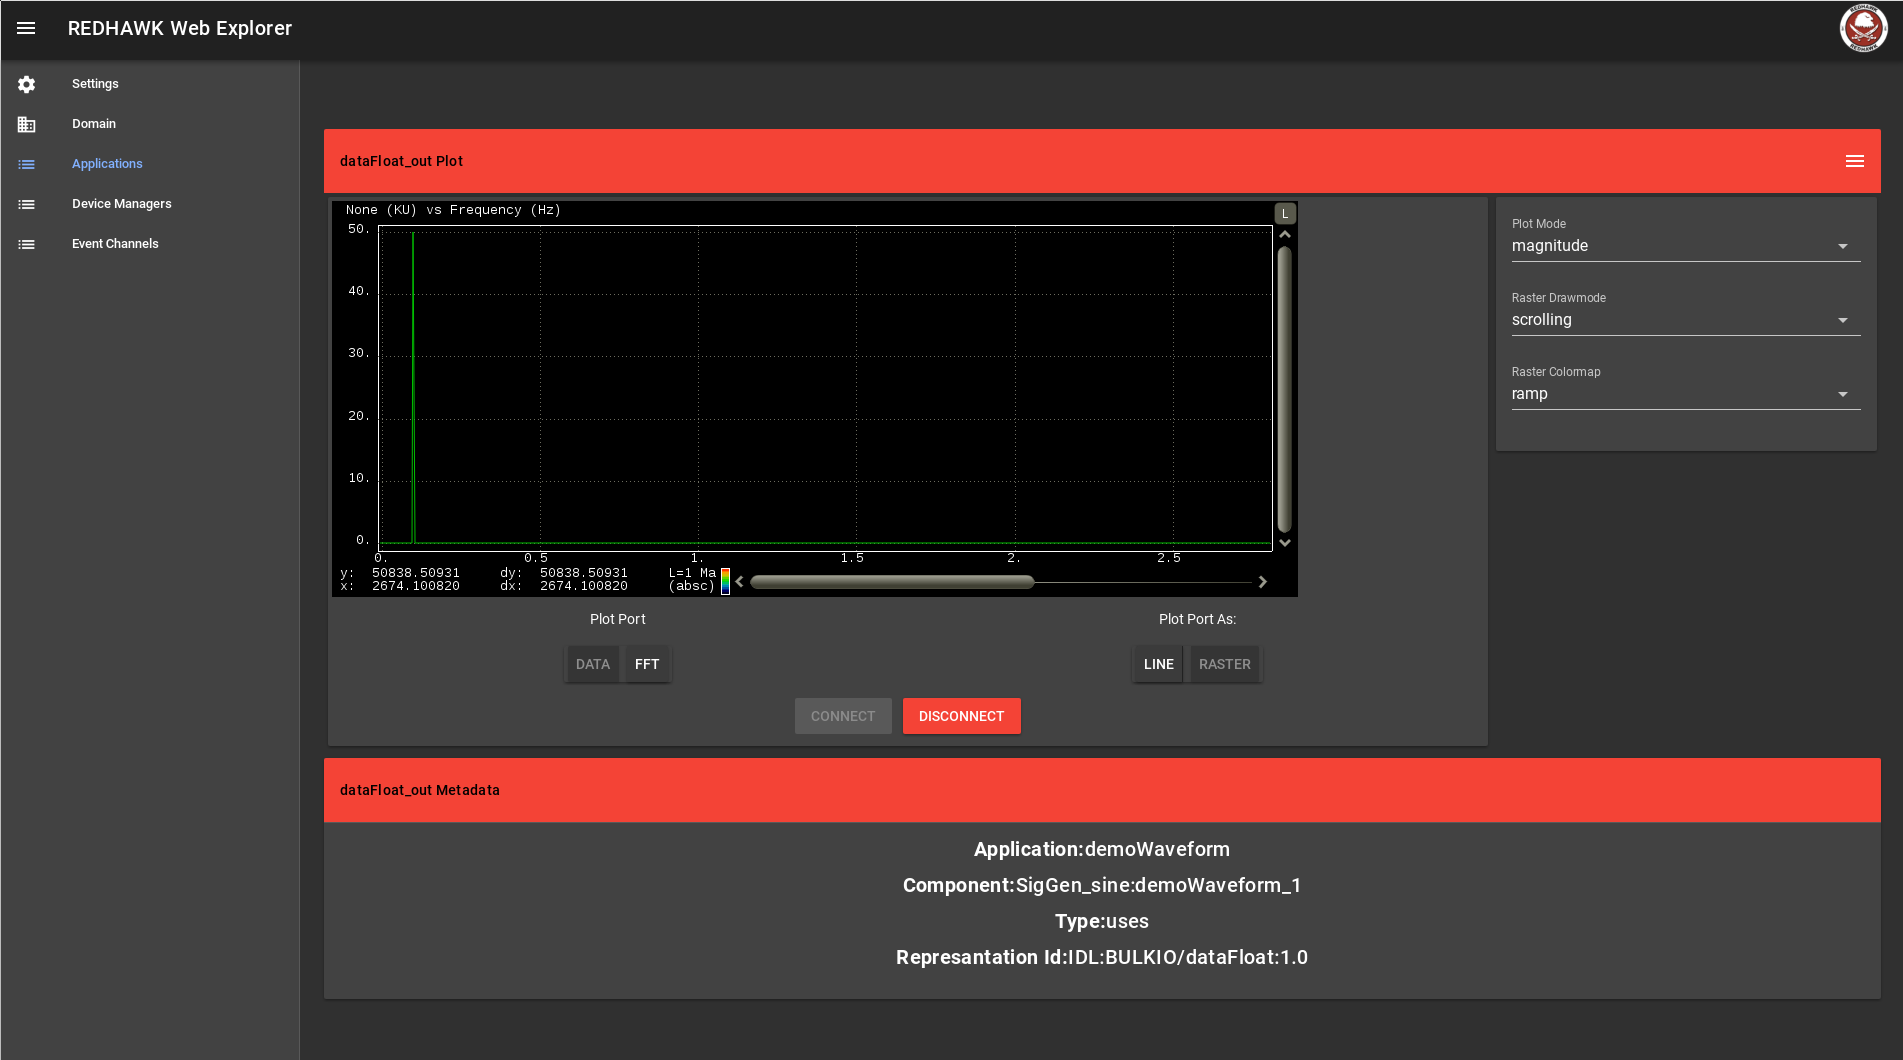 REDHAWK Web Explorer
REDHAWK
REDHAWK
Settings
Domain
Applications
Device Managers
Event Channels
dataFloat_out Plot
None (KU) vs Frequency (Hz)
L
50.
40.
30.
20.
10.
0.
0. 0.5 1. 1.5 2. 2.5
y: 50838.50931 dy: 50838.50931 L=1 Ma
x: 2674.100820 dx: 2674.100820 (absc)
Plot Mode
magnitude
Raster Drawmode
scrolling
Raster Colormap
ramp
Plot Port
Plot Port As:
DATA FFT
LINE RASTER
CONNECT DISCONNECT
dataFloat_out Metadata
Application:demoWaveform
Component:SigGen_sine:demoWaveform_1
Type:uses
Represantation Id:IDL:BULKIO/dataFloat:1.0